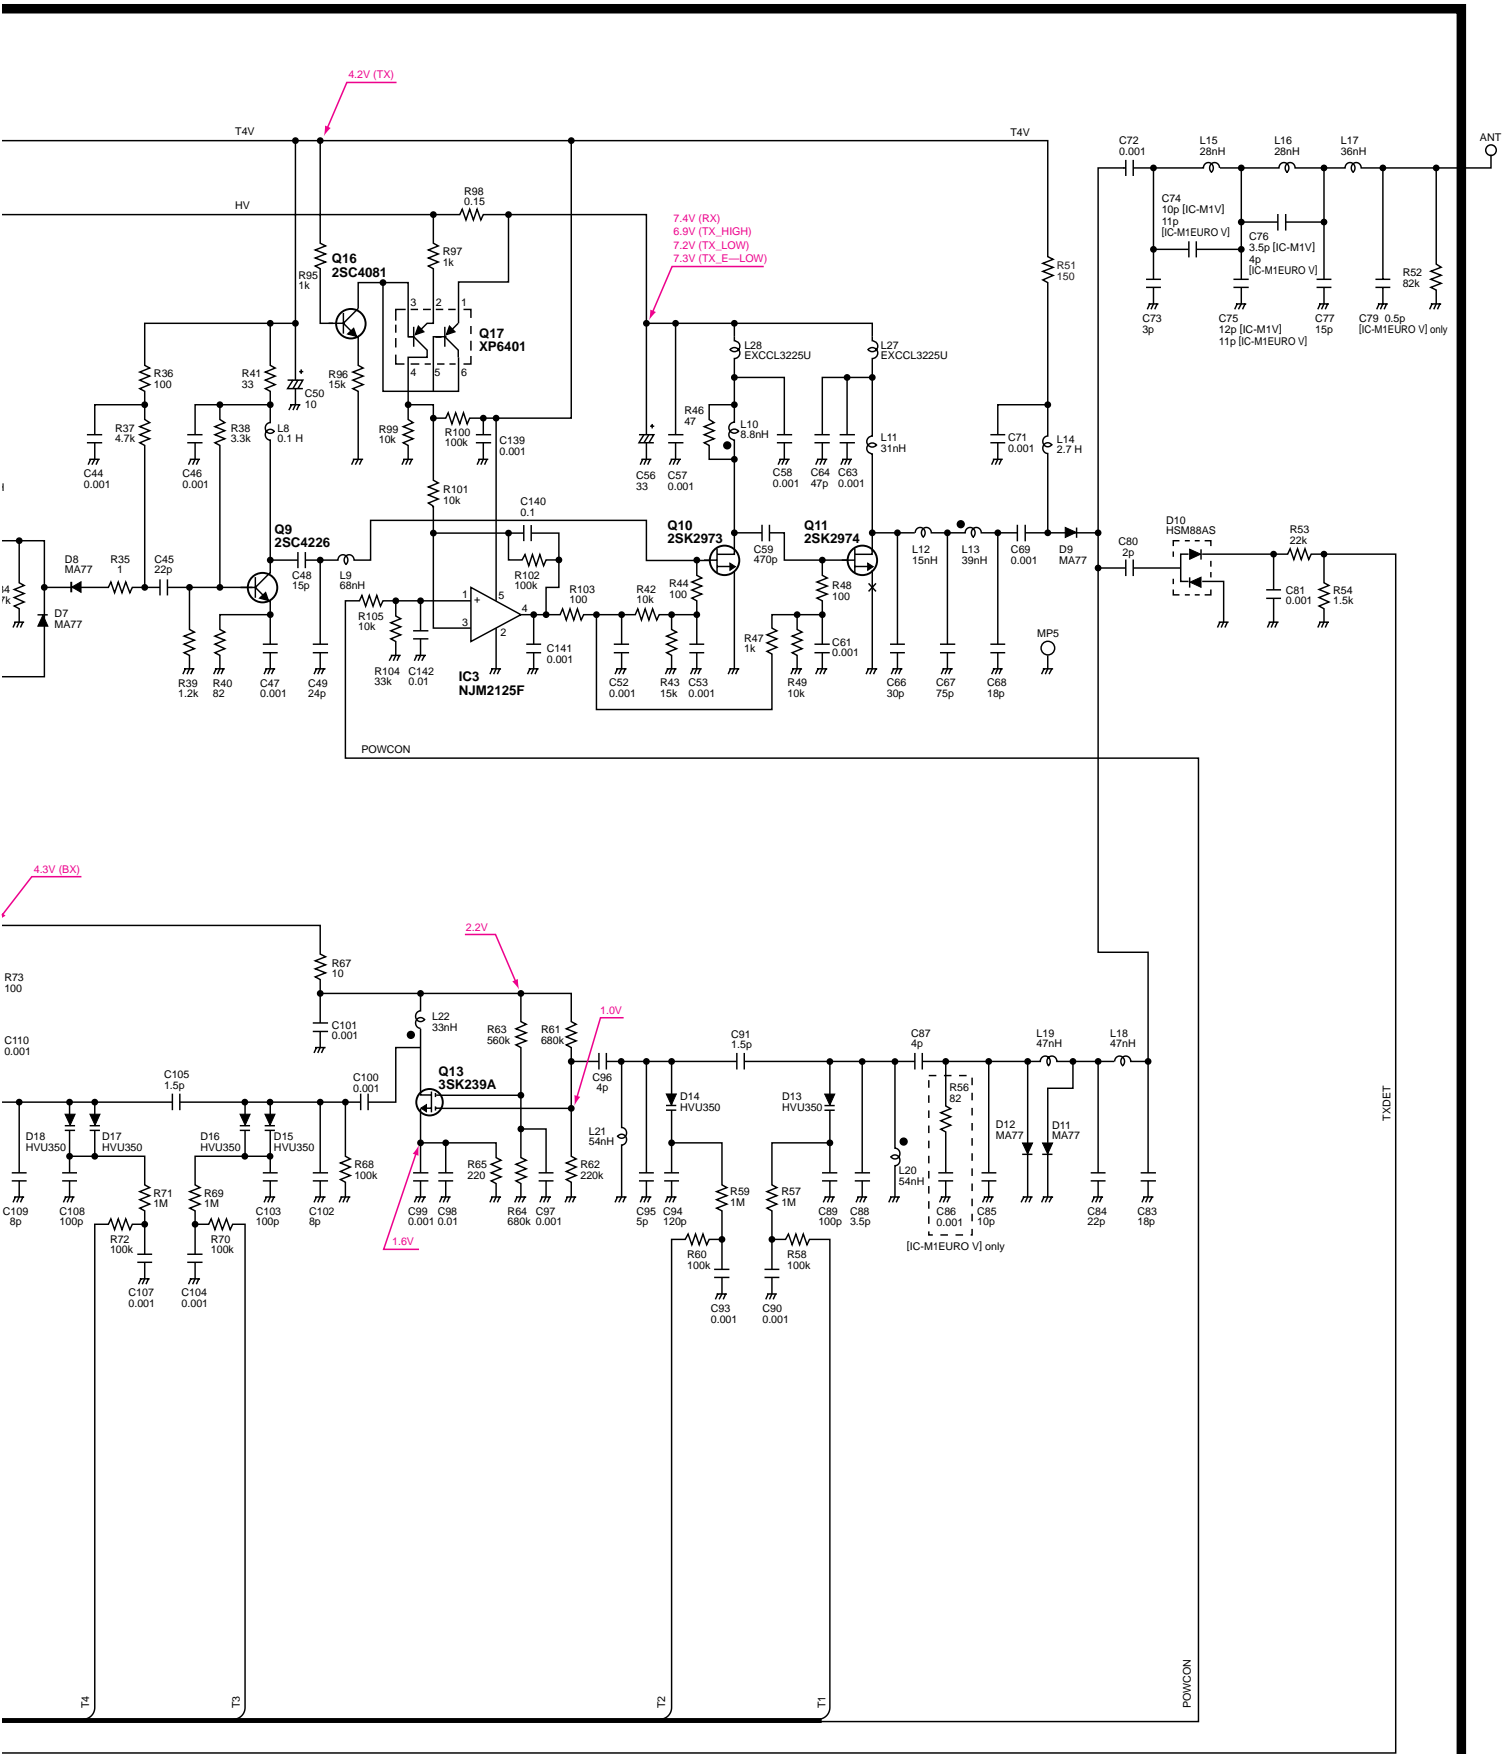 4.2V (TX)
T4V
T4V
ANT
C72
0.001
L15
28nH
L16
28nH
L17
36nH
HV
R98
0.15
7.4V (RX)
6.9V (TX_HIGH)
7.2V (TX_LOW)
7.3V (TX_E—LOW)
C74
10p [IC-M1V]
11p
[IC-M1EURO V]
C76
3.5p [IC-M1V]
4p
[IC-M1EURO V]
R52
82k
R97
1k
Q16
2SC4081
R95
1k
R51
150
C73
3p
C75
12p [IC-M1V]
11p [IC-M1EURO V]
C77
15p
C79 0.5p
[IC-M1EURO V] only
3
2
1
Q17
XP6401
4
5
6
L28
EXCCL3225U
L27
EXCCL3225U
R36
100
R41
33
R96
15k
C50
10
R37
4.7k
R38
3.3k
L8
0.1 H
R99
10k
R100
100k
C139
0.001
R46
47
L10
8.8nH
L11
31nH
C71
0.001
L14
2.7 H
C44
0.001
C46
0.001
C56
33
C57
0.001
C58
0.001
C64
47p
C63
0.001
R101
10k
C140
0.1
Q9
2SC4226
Q10
2SK2973
Q11
2SK2974
D10
HSM88AS
R53
22k
D8
MA77
R35
1
C45
22p
C48
15p
L9
68nH
R102
100k
C59
470p
L12
15nH
L13
39nH
C69
0.001
D9
MA77
C80
2p
D7
MA77
R105
10k
1
+
3
5
4
2
R103
100
R42
10k
R44
100
R48
100
C81
0.001
R54
1.5k
R39
1.2k
R40
82
C47
0.001
C49
24p
R104
33k
C142
0.01
IC3
NJM2125F
C141
0.001
C52
0.001
R43
15k
C53
0.001
R47
1k
R49
10k
C61
0.001
C66
30p
C67
75p
C68
18p
MP5
POWCON
4.3V (BX)
2.2V
R73
100
R67
10
1.0V
C110
0.001
C101
0.001
L22
33nH
R63
560k
R61
680k
C91
1.5p
C87
4p
L19
47nH
L18
47nH
C105
1.5p
C100
0.001
Q13
3SK239A
C96
4p
D14
HVU350
D13
HVU350
R56
82
D12
MA77
D11
MA77
TXDET
D18
HVU350
D17
HVU350
D16
HVU350
D15
HVU350
L21
54nH
L20
54nH
R68
100k
R65
220
R62
220k
R71
1M
R69
1M
R59
1M
R57
1M
C109
8p
C108
100p
C103
100p
C102
8p
C99
0.001
C98
0.01
R64
680k
C97
0.001
C95
5p
C94
120p
C89
100p
C88
3.5p
C86
0.001
C85
10p
C84
22p
C83
18p
R72
100k
R70
100k
1.6V
R60
100k
R58
100k
[IC-M1EURO V] only
C107
0.001
C104
0.001
C93
0.001
C90
0.001
T4
T3
T2
T1
POWCON